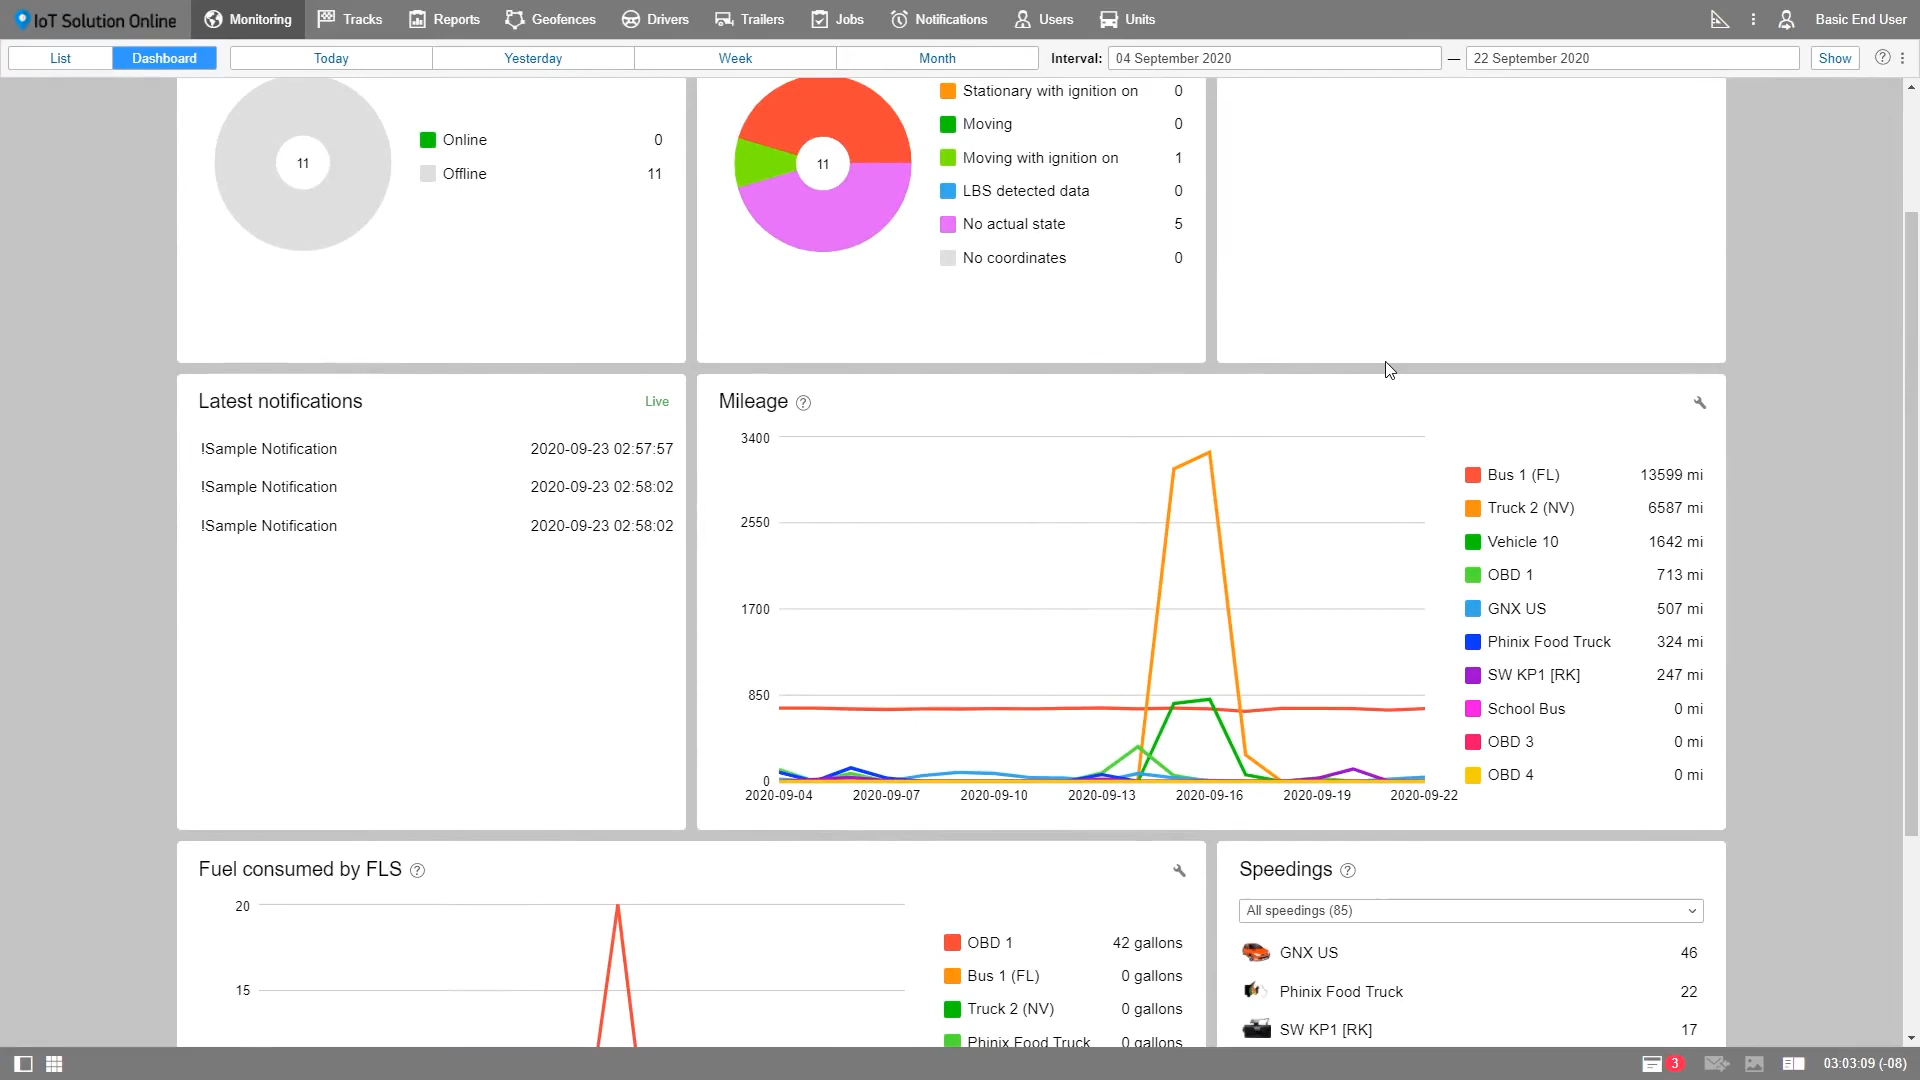 IoT Solution Online
Monitoring
Tracks
Reports
Geofences
Drivers
Trailers
Jobs
Notifications
Users
Units
Basic End User
List
Dashboard
Today
Yesterday
Week
Month
Interval:
04 September 2020
—
22 September 2020
Show
11
Online 0
Offline 11
11
Stationary with ignition on 0
Moving 0
Moving with ignition on 1
LBS detected data 0
No actual state 5
No coordinates 0
Latest notifications
Live
!Sample Notification 2020-09-23 02:57:57
!Sample Notification 2020-09-23 02:58:02
!Sample Notification 2020-09-23 02:58:02
Mileage ?
3400
2550
1700
850
0
2020-09-04 2020-09-07 2020-09-10 2020-09-13 2020-09-16 2020-09-19 2020-09-22
Bus 1 (FL) 13599 mi
Truck 2 (NV) 6587 mi
Vehicle 10 1642 mi
OBD 1 713 mi
GNX US 507 mi
Phinix Food Truck 324 mi
SW KP1 [RK] 247 mi
School Bus 0 mi
OBD 3 0 mi
OBD 4 0 mi
Fuel consumed by FLS ?
20
15
OBD 1 42 gallons
Bus 1 (FL) 0 gallons
Truck 2 (NV) 0 gallons
Phinix Food Truck 0 gallons
Speedings ?
All speedings (85)
GNX US 46
Phinix Food Truck 22
SW KP1 [RK] 17
3
03:03:09 (-08)